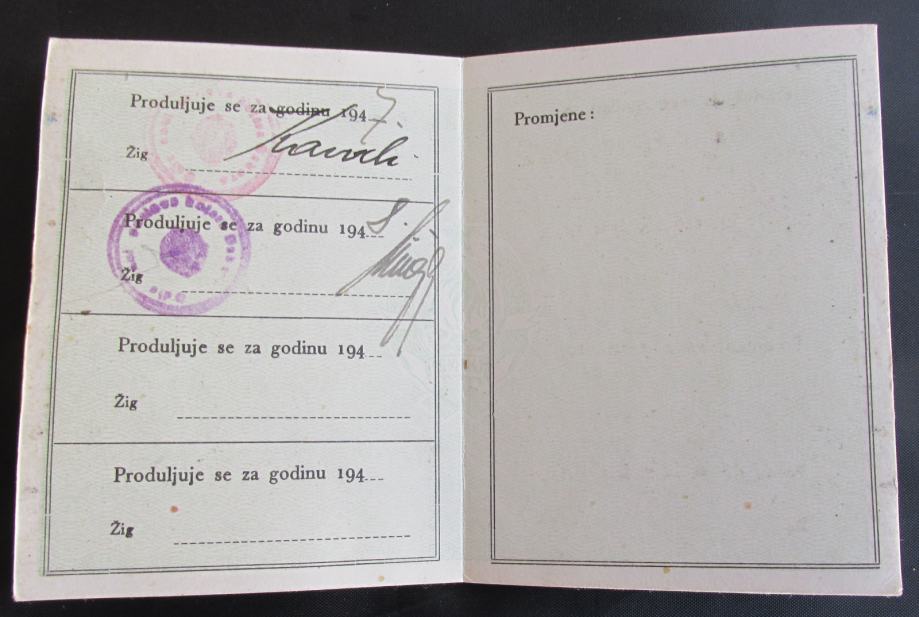 Produljuje se za godinu 1947
Žig
Produljuje se za godinu 1948
Žig
Produljuje se za godinu 194
Žig
Produljuje se za godinu 194
Žig
Promjene: